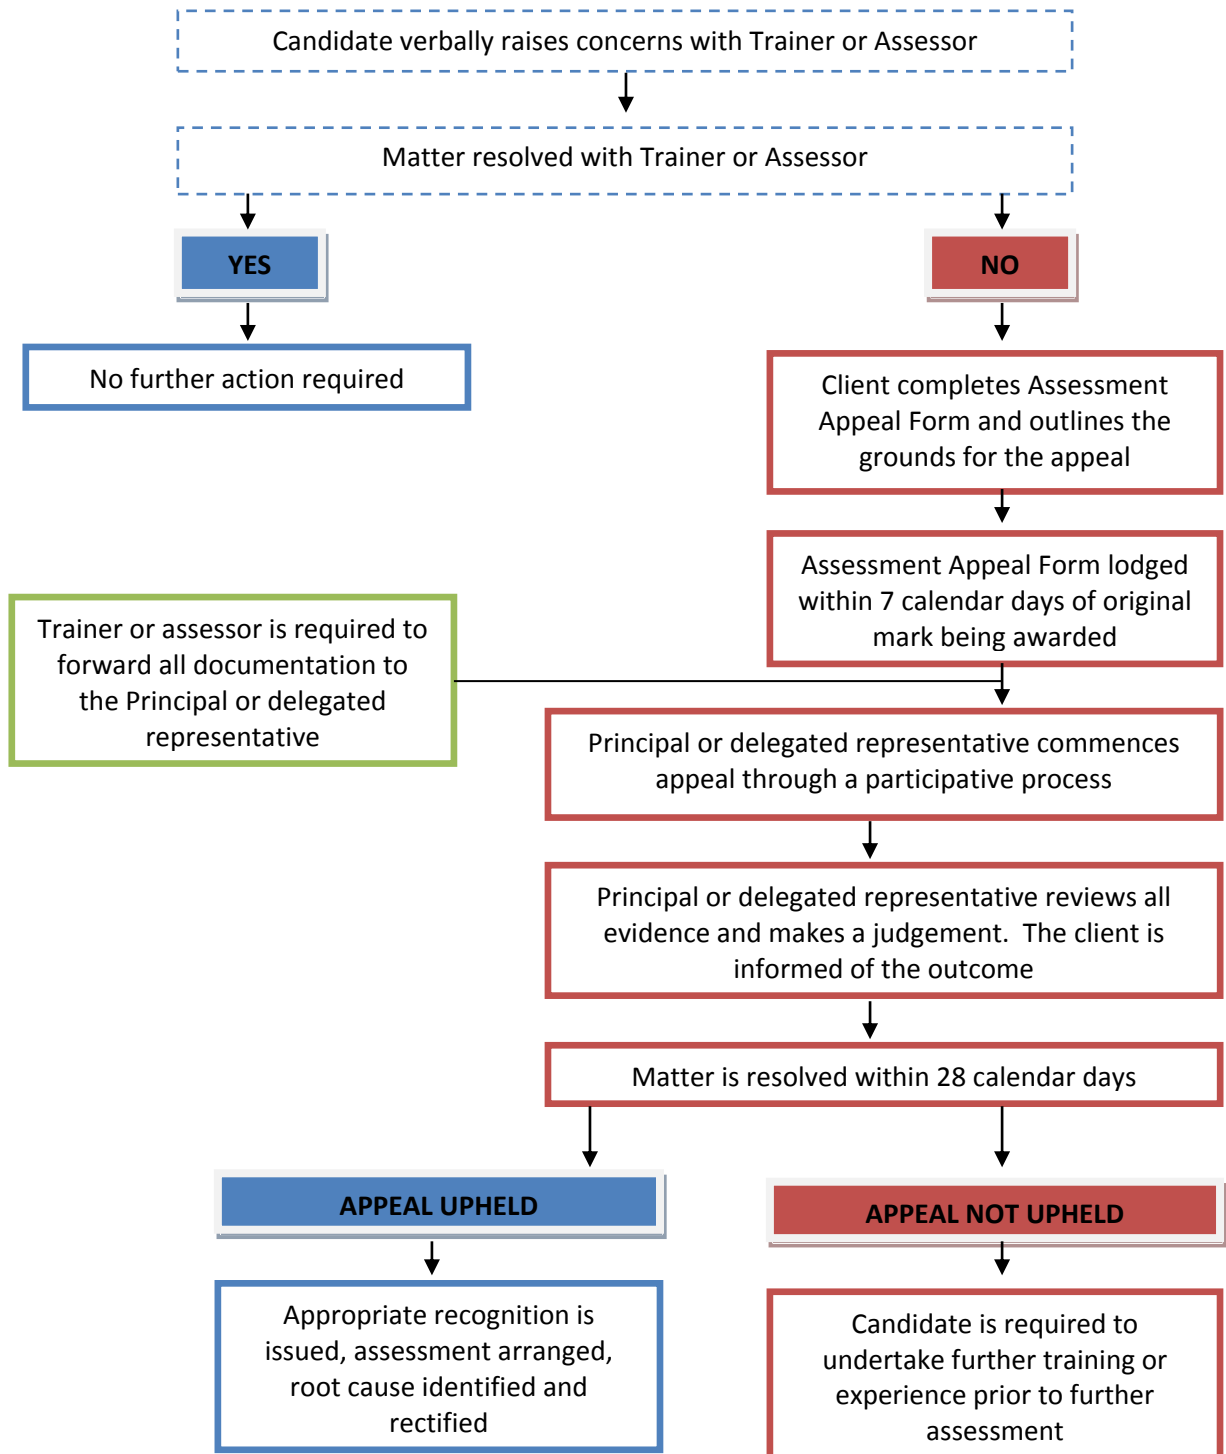 Candidate verbally raises concerns with Trainer or Assessor
Matter resolved with Trainer or Assessor
YES
NO
No further action required
Client completes Assessment
Appeal Form and outlines the
grounds for the appeal
Assessment Appeal Form lodged
within 7 calendar days of original
mark being awarded
Trainer or assessor is required to
forward all documentation to
the Principal or delegated
representative
Principal or delegated representative commences
appeal through a participative process
Principal or delegated representative reviews all
evidence and makes a judgement.  The client is
informed of the outcome
Matter is resolved within 28 calendar days
APPEAL UPHELD
APPEAL NOT UPHELD
Appropriate recognition is
issued, assessment arranged,
root cause identified and
rectified
Candidate is required to
undertake further training or
experience prior to further
assessment